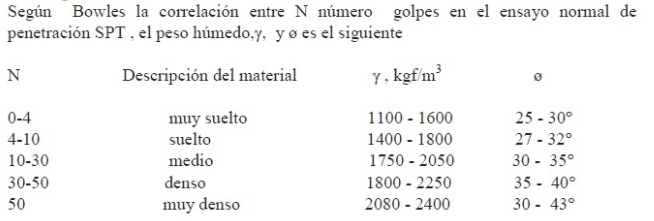 Según Bowles la correlación entre N número golpes en el ensayo normal de
penetración SPT , el peso húmedo,γ, y ø es el siguiente
N Descripción del material γ , kgf/m³ ø
0-4 muy suelto 1100 - 1600 25 - 30°
4-10 suelto 1400 - 1800 27 - 32°
10-30 medio 1750 - 2050 30 - 35°
30-50 denso 1800 - 2250 35 - 40°
50 muy denso 2080 - 2400 30 - 43°